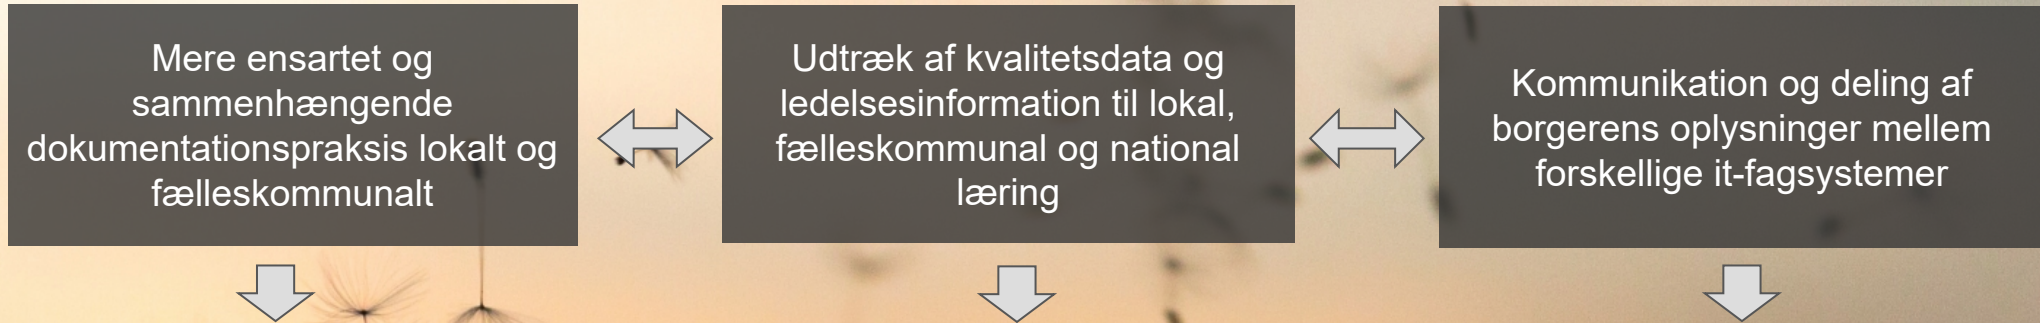 Mere ensartet og
sammenhængende
dokumentationspraksis lokalt og
fælleskommunalt
Udtræk af kvalitetsdata og
ledelsesinformation til lokal,
fælleskommunal og national
læring
Kommunikation og deling af
borgerens oplysninger mellem
forskellige it-fagsystemer